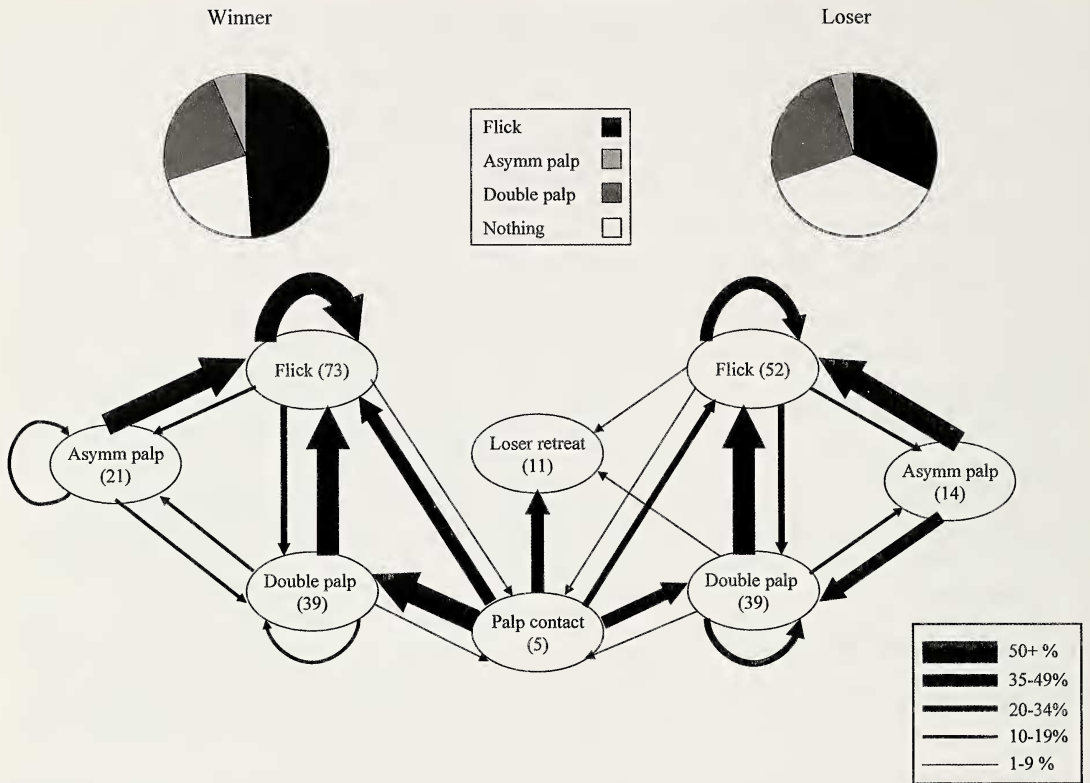 Winner
Loser
Flick
Asymm palp
Double palp
Nothing
Flick (73)
Flick (52)
Loser retreat
(11)
Asymm palp
(21)
Asymm palp
(14)
Double palp
(39)
Double palp
(39)
Palp contact
(5)
50+ %
35-49%
20-34%
10-19%
1-9 %